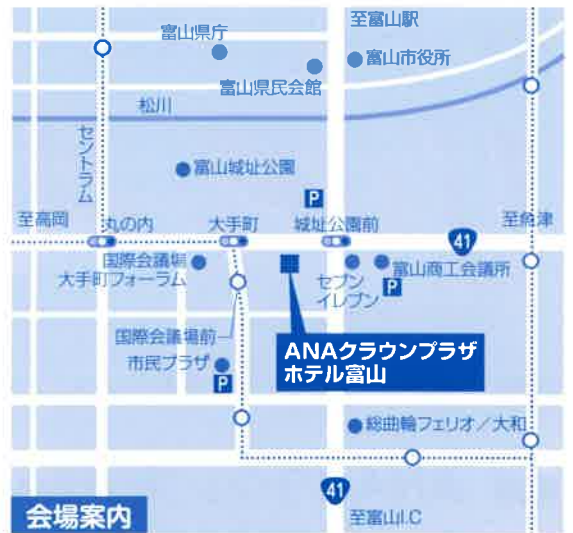 至富山駅
富山県庁
富山市役所
富山県民会館
松川
セントラム
富山城址公園
P
至高岡
丸の内
大手町
城址公園前
至魚津
41
国際会議場
大手町フォーラム
セブン
イレブン
富山商工会議所
P
国際会議場前
市民プラザ
P
ANAクラウンプラザ
ホテル富山
総曲輪フェリオ／大和
41
会場案内
至富山I.C